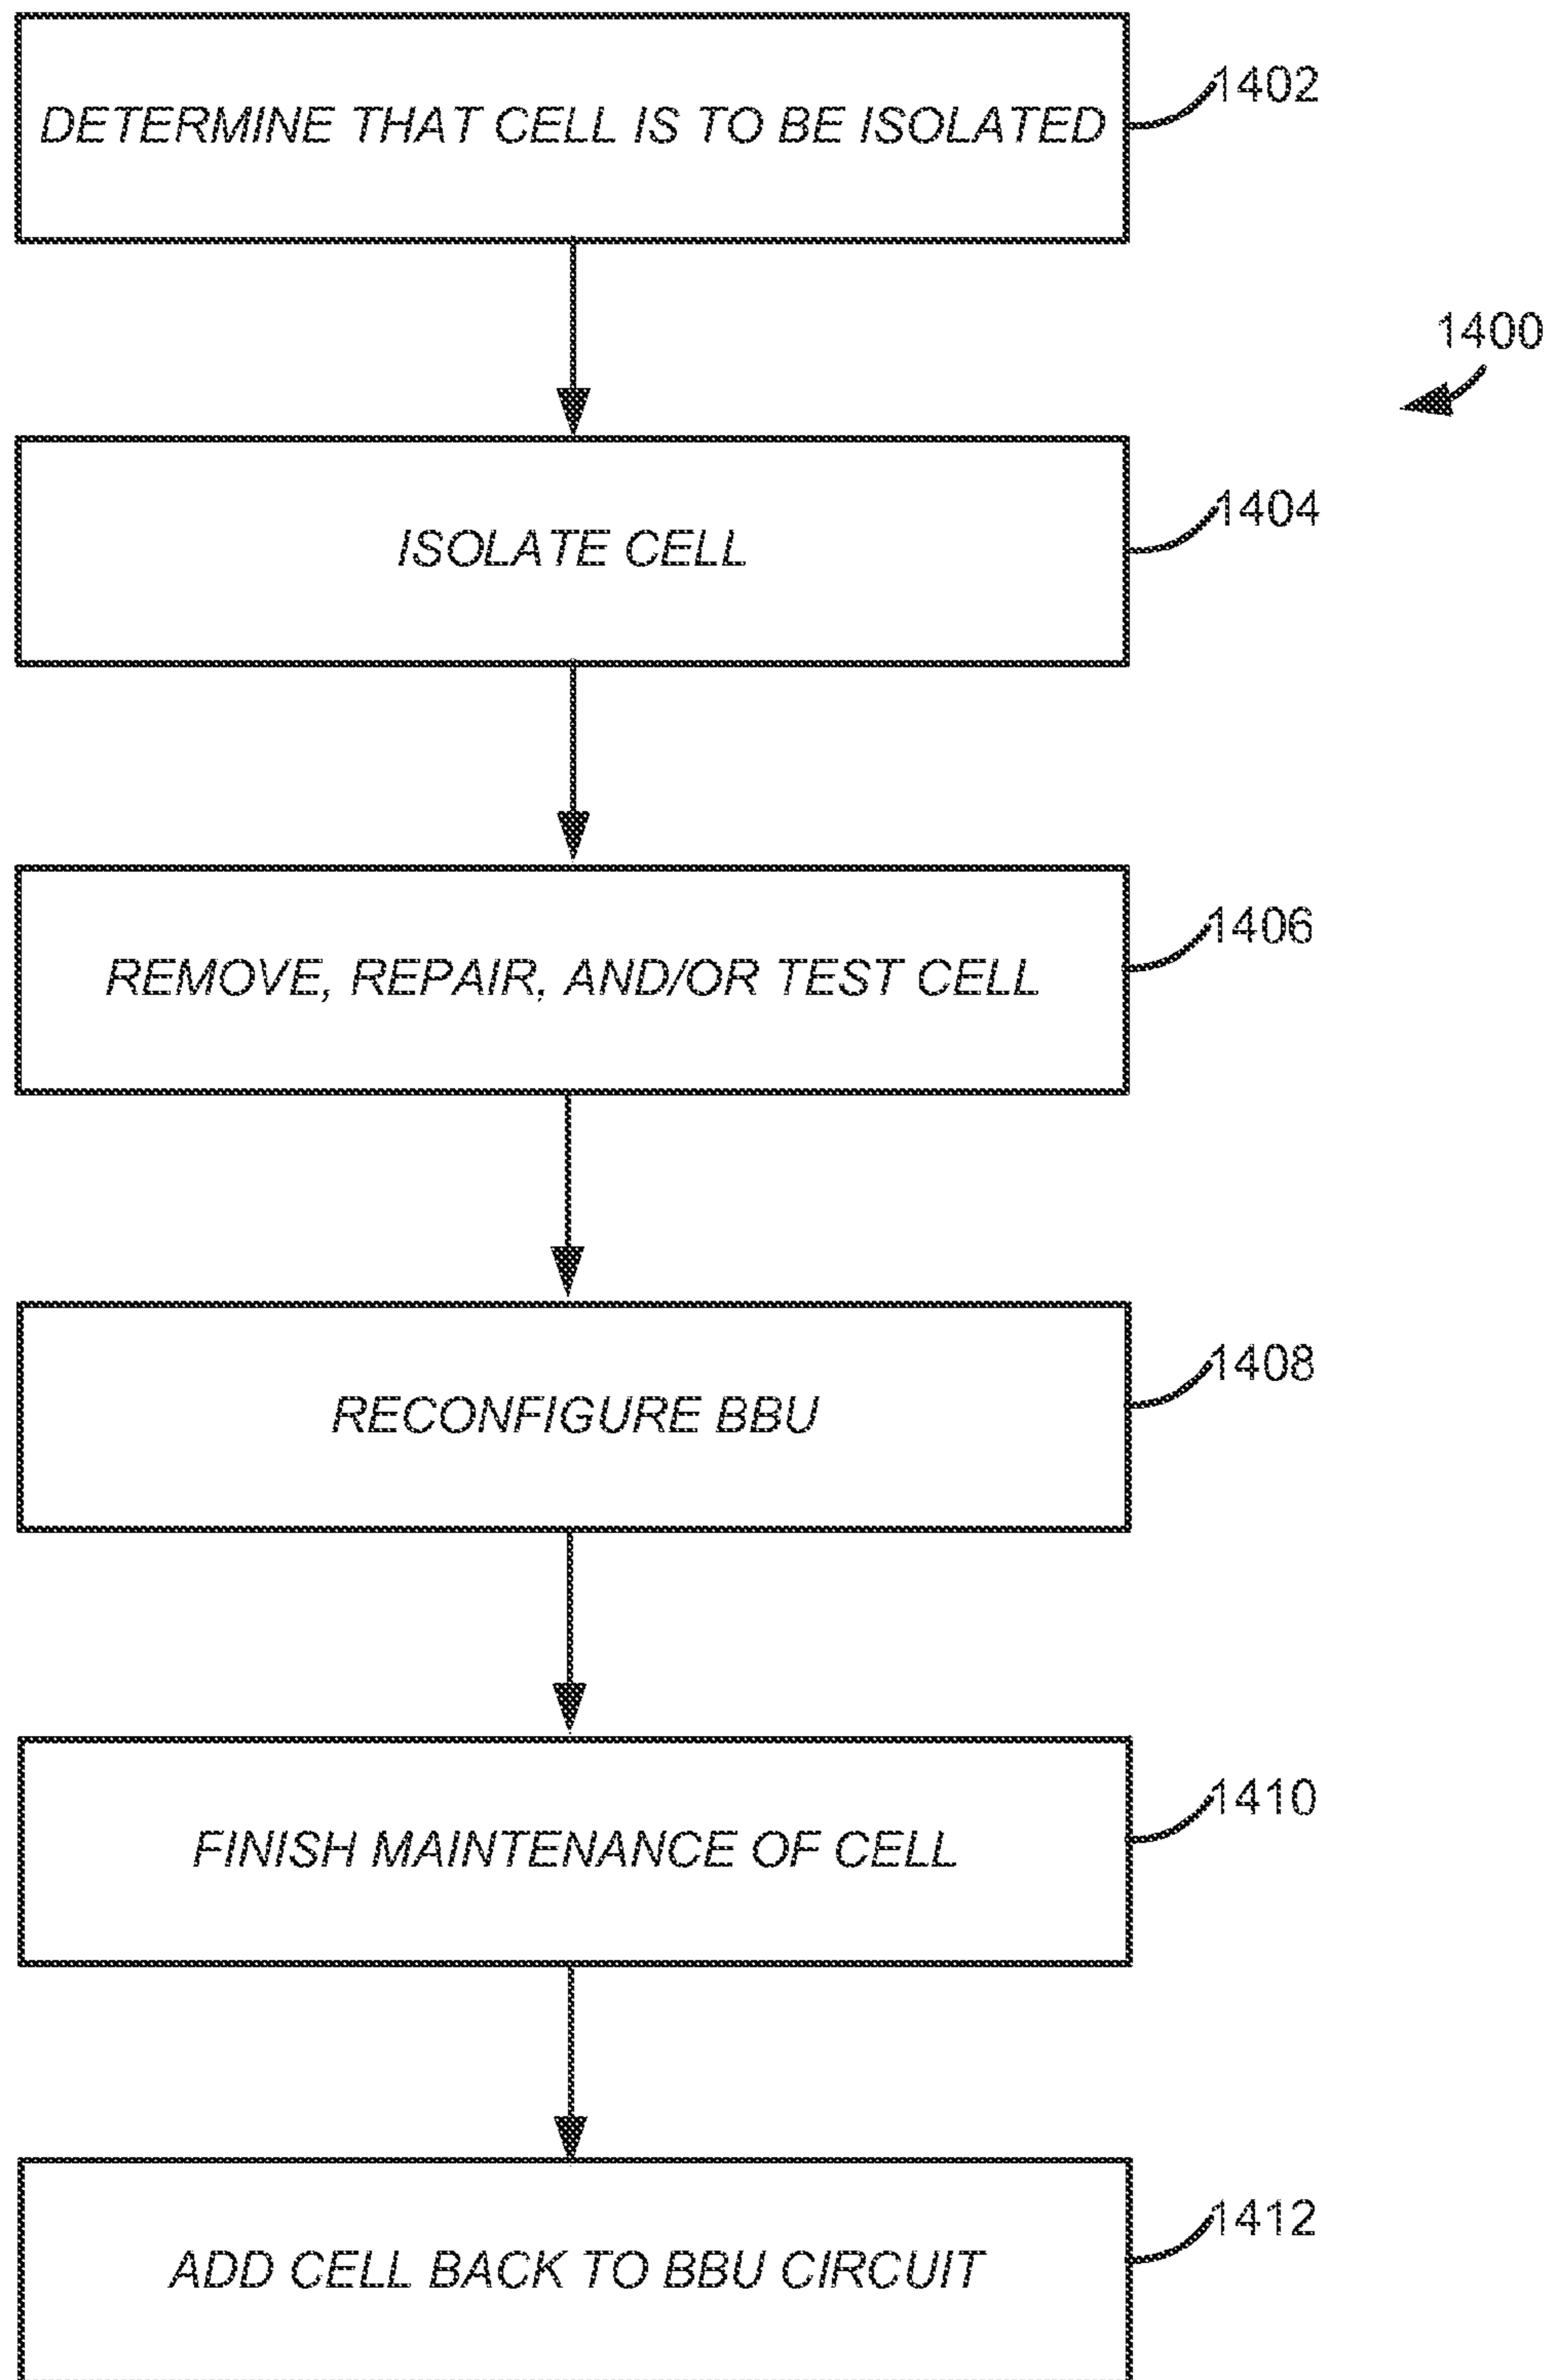 DETERMINE THAT CELL IS TO BE ISOLATED
1402
1400
ISOLATE CELL
1404
REMOVE, REPAIR, AND/OR TEST CELL
1406
RECONFIGURE BBU
1408
FINISH MAINTENANCE OF CELL
1410
ADD CELL BACK TO BBU CIRCUIT
1412